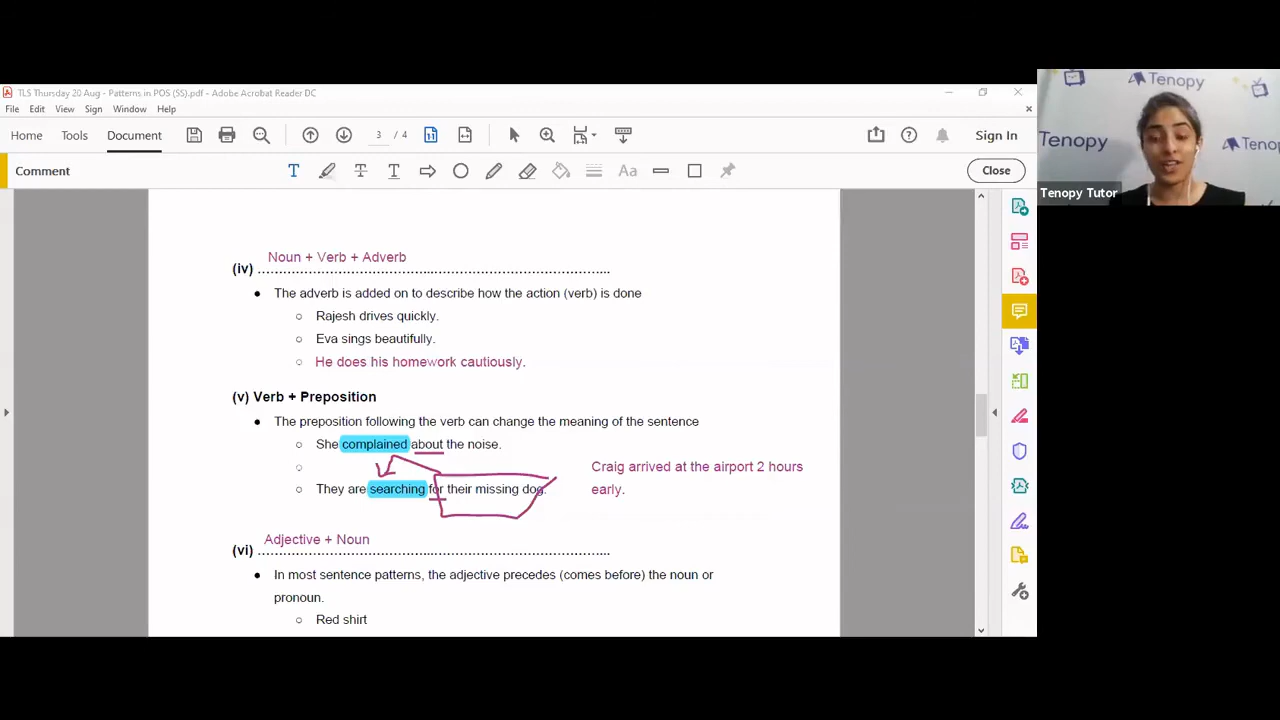 TLS Thursday 20 Aug - Patterns in POS (SS).pdf - Adobe Acrobat Reader DC
File Edit View Sign Window Help
Home Tools Document 3 / 4 Sign In
Comment Close
Noun + Verb + Adverb
(iv) ...............................................................................................
• The adverb is added on to describe how the action (verb) is done
○ Rajesh drives quickly.
○ Eva sings beautifully.
○ He does his homework cautiously.
(v) Verb + Preposition
• The preposition following the verb can change the meaning of the sentence
○ She complained about the noise.
○
○ They are searching for their missing dog.
Craig arrived at the airport 2 hours
early.
Adjective + Noun
(vi) ...............................................................................................
• In most sentence patterns, the adjective precedes (comes before) the noun or
pronoun.
○ Red shirt
Tenopy
Tenopy
Tenopy
Tenopy Tutor